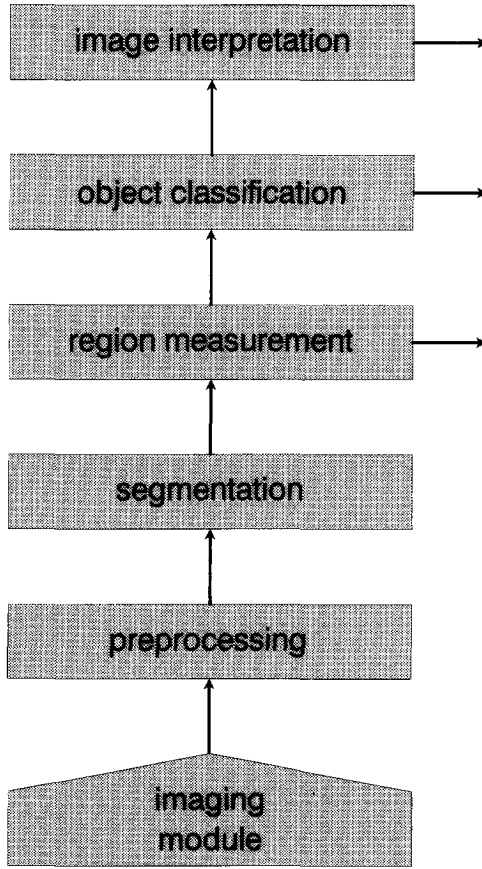 image interpretation
object classification
region measurement
segmentation
preprocessing
imaging
module